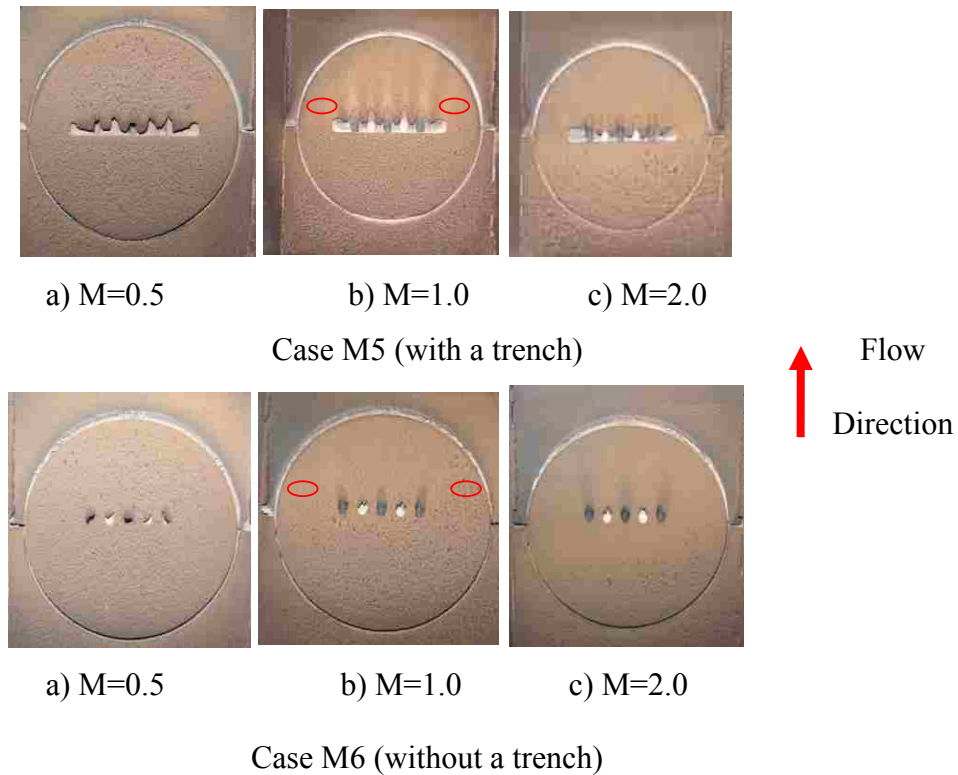 a) M=0.5
b) M=1.0
c) M=2.0
Case M5 (with a trench)
Flow
Direction
a) M=0.5
b) M=1.0
c) M=2.0
Case M6 (without a trench)